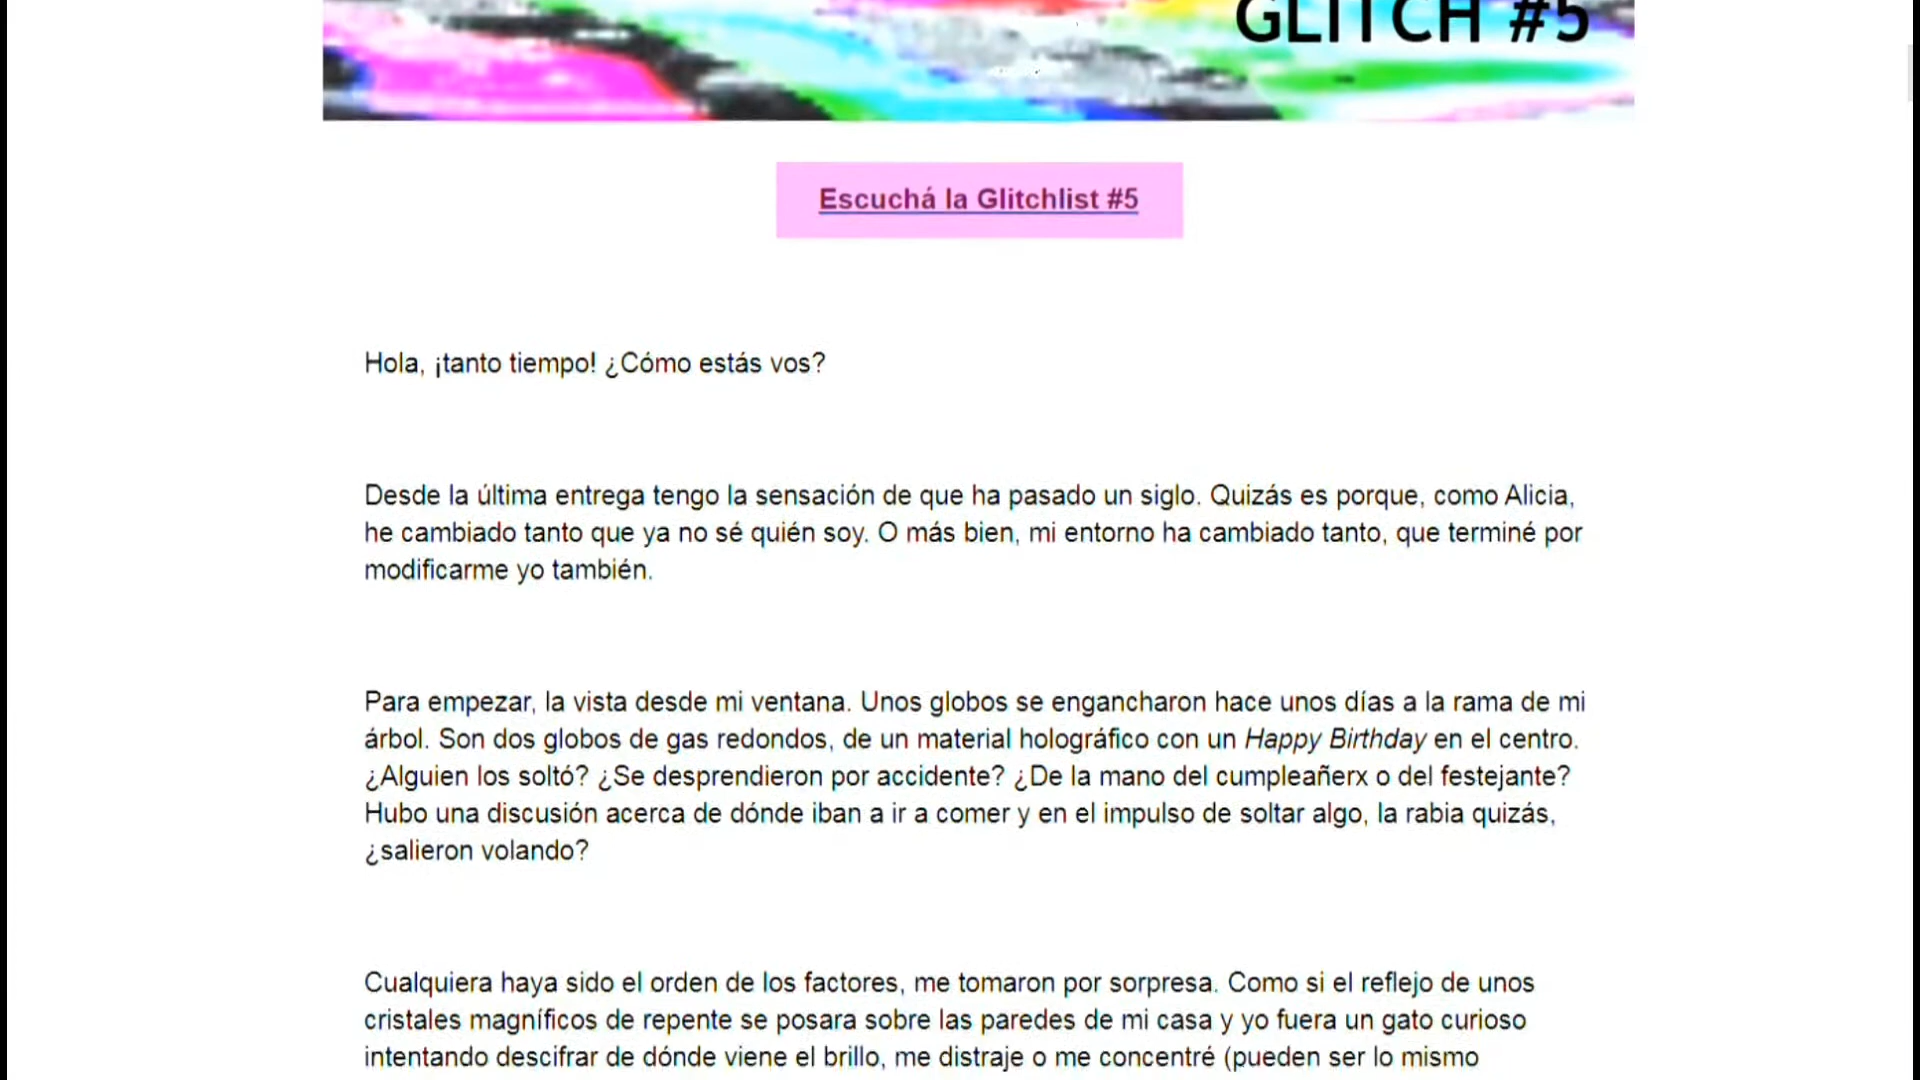 GLITCH #5
Escuchá la Glitchlist #5
Hola, ¡tanto tiempo! ¿Cómo estás vos?
Desde la última entrega tengo la sensación de que ha pasado un siglo. Quizás es porque, como Alicia,
he cambiado tanto que ya no sé quién soy. O más bien, mi entorno ha cambiado tanto, que terminé por
modificarme yo también.
Para empezar, la vista desde mi ventana. Unos globos se engancharon hace unos días a la rama de mi
árbol. Son dos globos de gas redondos, de un material holográfico con un Happy Birthday en el centro.
¿Alguien los soltó? ¿Se desprendieron por accidente? ¿De la mano del cumpleañerx o del festejante?
Hubo una discusión acerca de dónde iban a ir a comer y en el impulso de soltar algo, la rabia quizás,
¿salieron volando?
Cualquiera haya sido el orden de los factores, me tomaron por sorpresa. Como si el reflejo de unos
cristales magníficos de repente se posara sobre las paredes de mi casa y yo fuera un gato curioso
intentando descifrar de dónde viene el brillo, me distraje o me concentré (pueden ser lo mismo